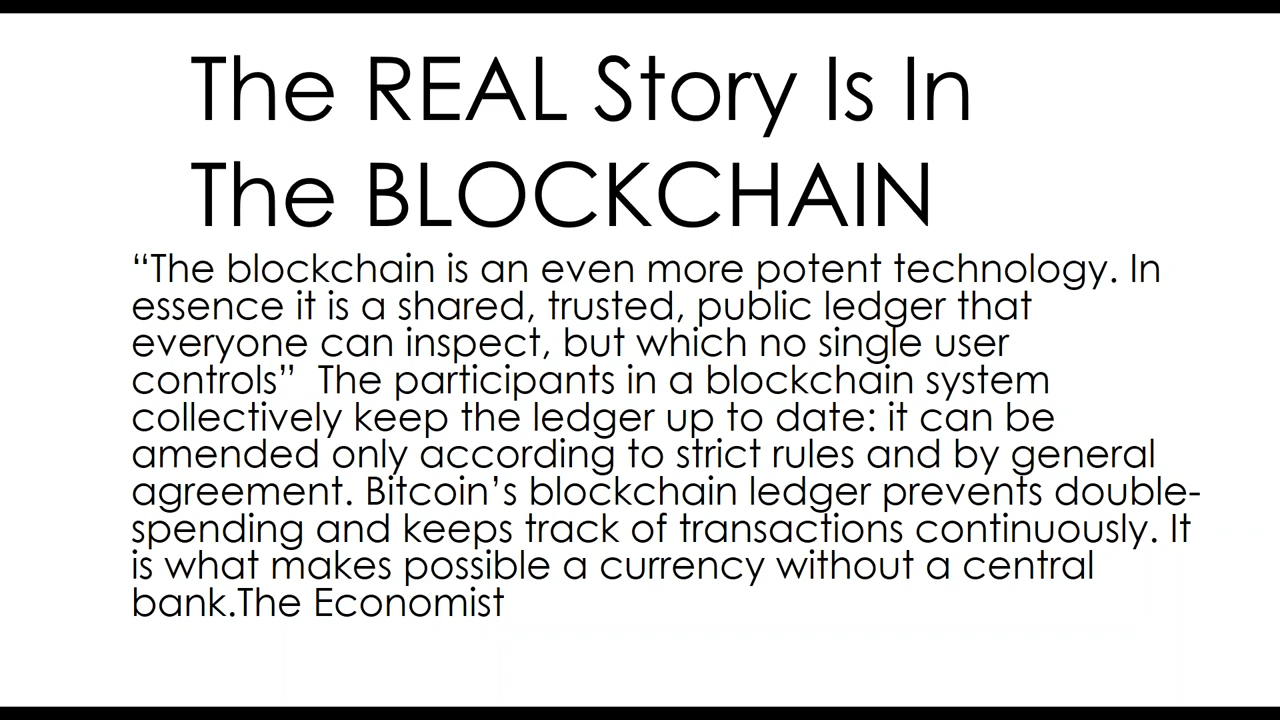 The REAL Story Is In
The BLOCKCHAIN
“The blockchain is an even more potent technology. In
essence it is a shared, trusted, public ledger that
everyone can inspect, but which no single user
controls”  The participants in a blockchain system
collectively keep the ledger up to date: it can be
amended only according to strict rules and by general
agreement. Bitcoin’s blockchain ledger prevents double-
spending and keeps track of transactions continuously. It
is what makes possible a currency without a central
bank.The Economist